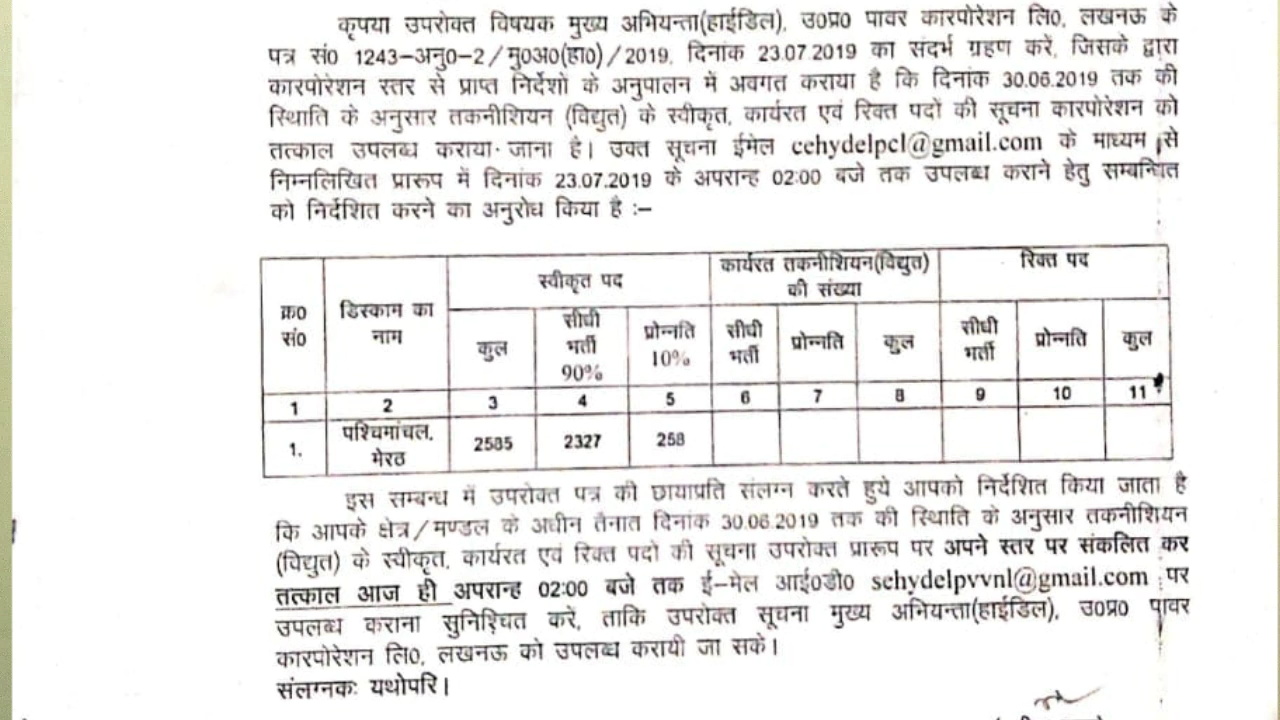 कृपया उपरोक्त विषयक मुख्य अभियन्ता(हाईडिल), उ0प्र0 पावर कारपोरेशन लि0, लखनऊ के
पत्र सं0 1243–अनु0–2/मु0अ0(हा0)/2019, दिनांक 23.07.2019 का संदर्भ ग्रहण करें, जिसके द्वारा
कारपोरेशन स्तर से प्राप्त निर्देशों के अनुपालन में अवगत कराया है कि दिनांक 30.06.2019 तक की
स्थिाति के अनुसार तकनीशियन (विद्युत) के स्वीकृत, कार्यरत एवं रिक्त पदों की सूचना कारपोरेशन को
तत्काल उपलब्ध कराया जाना है। उक्त सूचना ईमेल cehydelpcl@gmail.com के माध्यम से
निम्नलिखित प्रारूप में दिनांक 23.07.2019 के अपरान्ह 02:00 बजे तक उपलब्ध कराने हेतु सम्बन्धित
को निर्देशित करने का अनुरोध किया है :–
क्र0 सं0 डिस्काम का नाम स्वीकृत पद कार्यरत तकनीशियन(विद्युत) की संख्या रिक्त पद
कुल सीधी भर्ती 90% प्रोन्नति 10% सीधी भर्ती प्रोन्नति कुल सीधी भर्ती प्रोन्नति कुल
1 2 3 4 5 6 7 8 9 10 11
1. पश्चिमांचल, मेरठ 2585 2327 258
इस सम्बन्ध में उपरोक्त पत्र की छायाप्रति संलग्न करते हुये आपको निर्देशित किया जाता है
कि आपके क्षेत्र/मण्डल के अधीन तैनात दिनांक 30.06.2019 तक की स्थिाति के अनुसार तकनीशियन
(विद्युत) के स्वीकृत, कार्यरत एवं रिक्त पदो की सूचना उपरोक्त प्रारूप पर अपने स्तर पर संकलित कर
तत्काल आज ही अपरान्ह 02:00 बजे तक ई–मेल आई0डी0 sehydelpvvnl@gmail.com पर
उपलब्ध कराना सुनिश्चित करें, ताकि उपरोक्त सूचना मुख्य अभियन्ता(हाईडिल), उ0प्र0 पावर
कारपोरेशन लि0, लखनऊ को उपलब्ध करायी जा सके।
संलग्नकः यथोपरि।